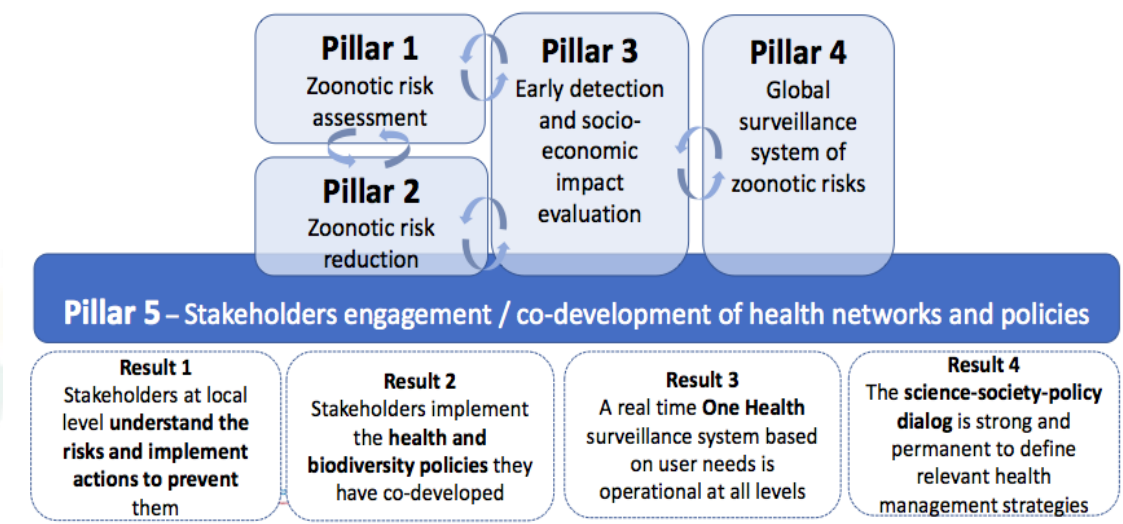 Pillar 1
Zoonotic risk
assessment
Pillar 2
Zoonotic risk
reduction
Pillar 3
Early detection
and socio-
economic
impact
evaluation
Pillar 4
Global
surveillance
system of
zoonotic risks
Pillar 5 – Stakeholders engagement / co-development of health networks and policies
Result 1
Stakeholders at local
level understand the
risks and implement
actions to prevent
them
Result 2
Stakeholders implement
the health and
biodiversity policies they
have co-developed
Result 3
A real time One Health
surveillance system based
on user needs is
operational at all levels
Result 4
The science-society-policy
dialog is strong and
permanent to define
relevant health
management strategies